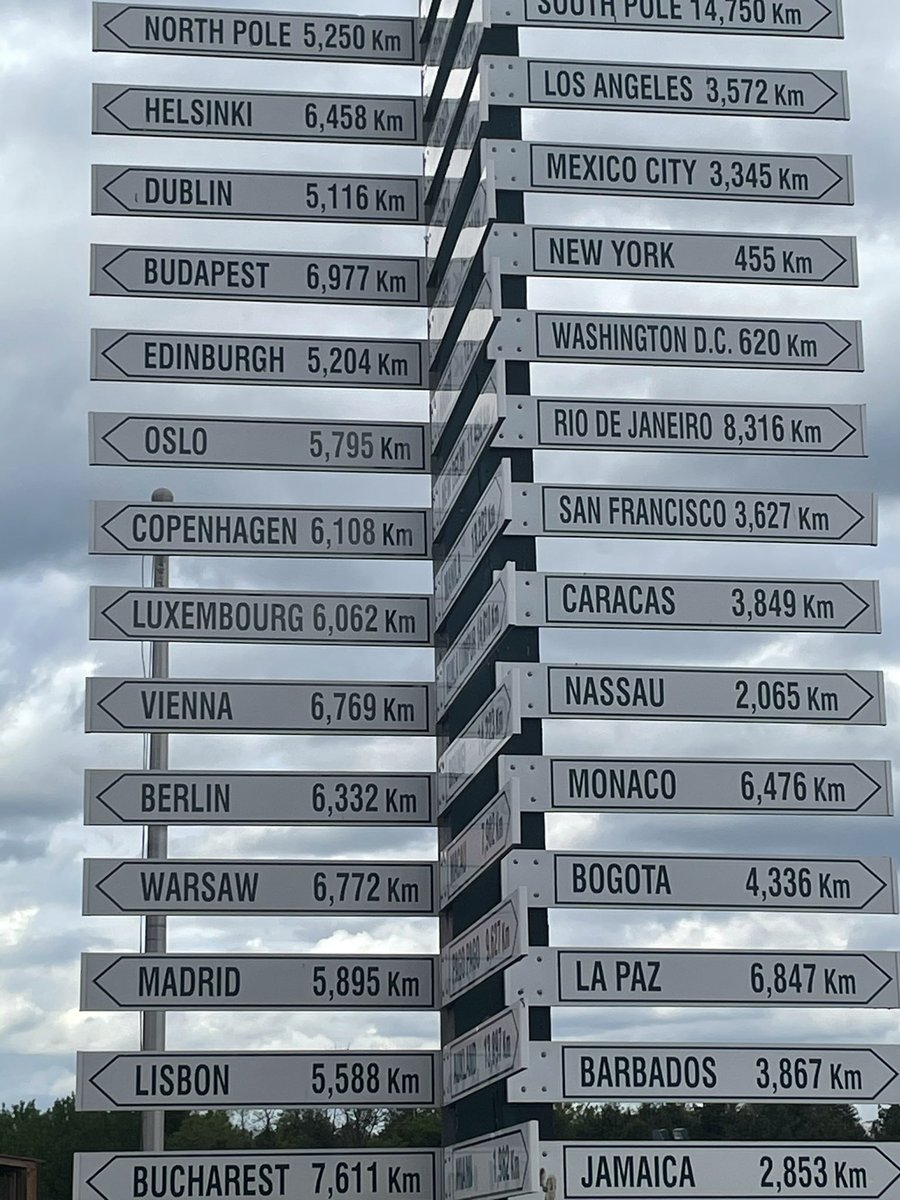 NORTH POLE 5,250 Km
HELSINKI 6,458 Km
DUBLIN 5,116 Km
BUDAPEST 6,977 Km
EDINBURGH 5,204 Km
OSLO 5,795 Km
COPENHAGEN 6,108 Km
LUXEMBOURG 6,062 Km
VIENNA 6,769 Km
BERLIN 6,332 Km
WARSAW 6,772 Km
MADRID 5,895 Km
LISBON 5,588 Km
BUCHAREST 7,611 Km
SOUTH POLE 14,750 Km
LOS ANGELES 3,572 Km
MEXICO CITY 3,345 Km
NEW YORK 455 Km
WASHINGTON D.C. 620 Km
RIO DE JANEIRO 8,316 Km
SAN FRANCISCO 3,627 Km
CARACAS 3,849 Km
NASSAU 2,065 Km
MONACO 6,476 Km
BOGOTA 4,336 Km
LA PAZ 6,847 Km
BARBADOS 3,867 Km
JAMAICA 2,853 Km